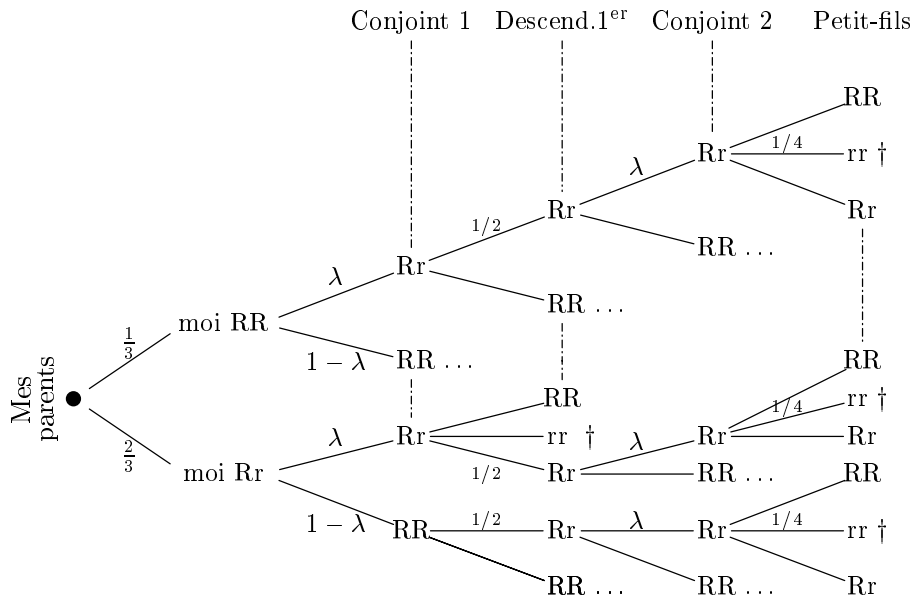 Conjoint 1 Descend.1er Conjoint 2 Petit-fils
RR
λ Rr 1/4 rr †
1/2 Rr Rr
λ Rr RR ...
moi RR RR ...
1/3 1 − λ RR ... RR
Mes parents
RR 1/4 rr †
λ Rr rr † λ Rr Rr
2/3 moi Rr 1/2 Rr RR ... RR
1 − λ RR 1/2 Rr λ Rr 1/4 rr †
RR ... RR ... Rr